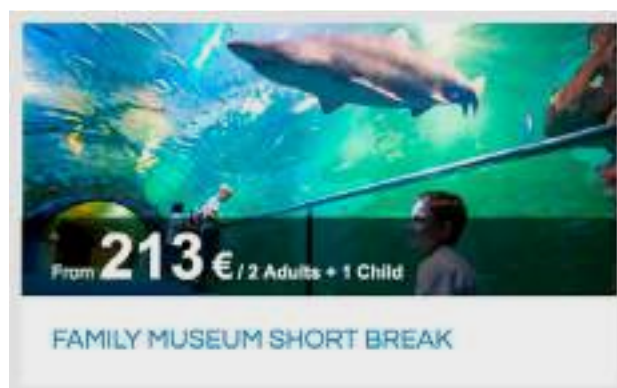 From 213 € / 2 Adults + 1 Child
FAMILY MUSEUM SHORT BREAK